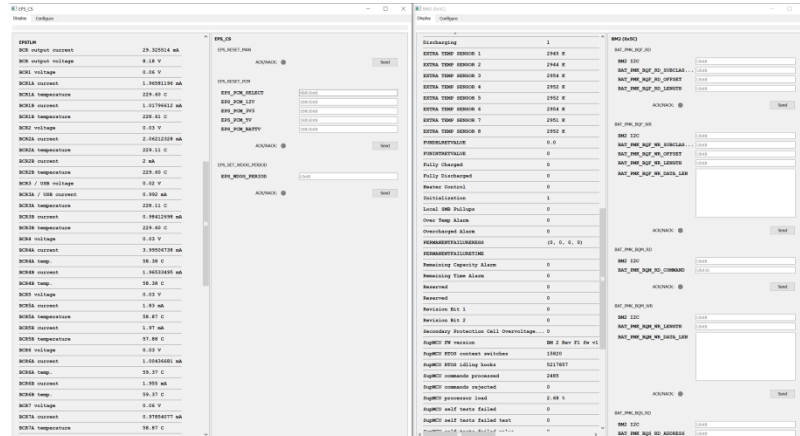 EPS_CS
Display Configure
EPSTLM
BCR output current 29.325514 mA
BCR output voltage 8.18 V
BCR1 voltage 0.06 V
BCR1A current 1.96581196 mA
BCR1A temperature 229.60 C
BCR1B current 1.01796612 mA
BCR1B temperature 228.61 C
BCR2 voltage 0.03 V
BCR2A current 2.06212328 mA
BCR2A temperature 229.11 C
BCR2B current 2 mA
BCR2B temperature 229.60 C
BCR3 / USB voltage 0.02 V
BCR3A / USB current 0.992 mA
BCR3A temperature 228.11 C
BCR3B current 0.98412698 mA
BCR3B temperature 229.60 C
BCR4 voltage 0.03 V
BCR4A current 3.99506738 mA
BCR4A temp. 58.38 C
BCR4B current 1.96533495 mA
BCR4B temp. 58.38 C
BCR5 voltage 0.03 V
BCR5A current 1.93 mA
BCR5A temperature 58.87 C
BCR5B current 1.97 mA
BCR5B temperature 57.88 C
BCR6 voltage 0.03 V
BCR6A current 1.00436681 mA
BCR6A temp. 59.37 C
BCR6B current 1.955 mA
BCR6B temp. 59.37 C
BCR7 voltage 0.06 V
BCR7A current 0.97854077 mA
BCR7A temperature 58.87 C
EPS_CS
EPS_RESET_MAN
ACK/NACK: Send
EPS_RESET_PCM
EPS_PCM_SELECT
EPS_PCM_12V
EPS_PCM_3V3
EPS_PCM_5V
EPS_PCM_BATTV
ACK/NACK: Send
EPS_SET_WDOG_PERIOD
EPS_WDOG_PERIOD
ACK/NACK: Send
BM2 (0x5C)
Display Configure
Discharging 1
EXTRA TEMP SENSOR 1 2945 K
EXTRA TEMP SENSOR 2 2944 K
EXTRA TEMP SENSOR 3 2954 K
EXTRA TEMP SENSOR 4 2952 K
EXTRA TEMP SENSOR 5 2952 K
EXTRA TEMP SENSOR 6 2954 K
EXTRA TEMP SENSOR 7 2951 K
EXTRA TEMP SENSOR 8 2952 K
FUNDBLRETVALUE 0.0
FUNINTRETVALUE 0
Fully Charged 0
Fully Discharged 0
Heater Control 0
Initialization 1
Local SMB Pullups 0
Over Temp Alarm 0
Overcharged Alarm 0
PERMANENTFAILUREREGS (0, 0, 0, 0)
PERMANENTFAILURETIME
Remaining Capacity Alarm 0
Remaining Time Alarm 0
Reserved 0
Reserved 0
Revision Bit 1 0
Revision Bit 2 0
Secondary Protection Cell Overvoltage... 0
SupMCU FW version BM 2 Rev F1 fw v1
SupMCU RTOS context switches 15820
SupMCU RTOS idling hooks 5217857
SupMCU commands processed 2485
SupMCU commands rejected 0
SupMCU processor load 2.68 %
SupMCU self tests failed 0
SupMCU self tests failed test 0
BM2 (0x5C)
BAT_PMK_BQF_RD
BM2 I2C
BAT_PMK_BQF_RD_SUBCLAS...
BAT_PMK_BQF_RD_OFFSET
BAT_PMK_BQF_RD_LENGTH
ACK/NACK: Send
BAT_PMK_BQF_WR
BM2 I2C
BAT_PMK_BQF_WR_SUBCLAS...
BAT_PMK_BQF_WR_OFFSET
BAT_PMK_BQF_WR_LENGTH
BAT_PMK_BQF_WR_DATA_LEN
ACK/NACK: Send
BAT_PMK_BQM_RD
BM2 I2C
BAT_PMK_BQM_RD_COMMAND
ACK/NACK: Send
BAT_PMK_BQM_WR
BM2 I2C
BAT_PMK_BQM_WR_LENGTH
BAT_PMK_BQM_WR_DATA_LEN
ACK/NACK: Send
BAT_PMK_BQS_RD
BM2 I2C
BAT_PMK_BQS_RD_ADDRESS